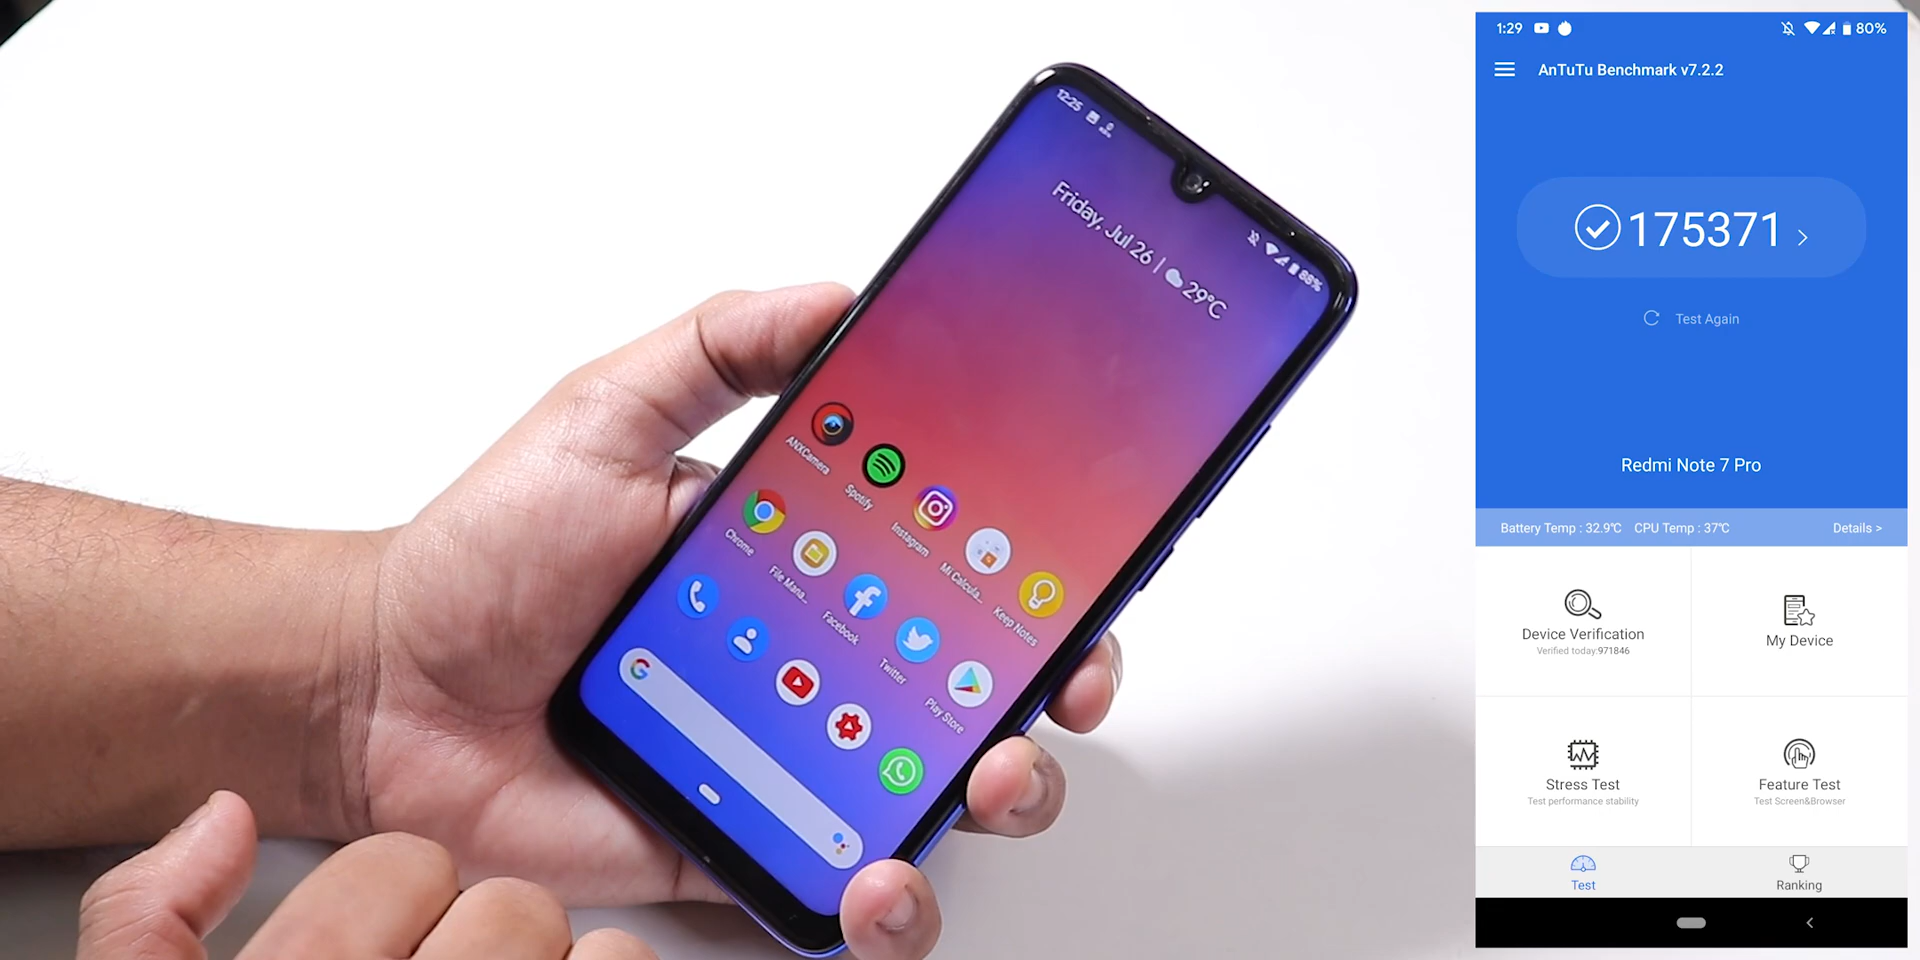 12:25
88%
Friday, Jul 26 | 29°C
ANXCamera
Spotify
Instagram
Mi Calcula...
Keep Notes
Chrome
File Mana...
Facebook
Twitter
Play Store
G
1:29
80%
AnTuTu Benchmark v7.2.2
175371 >
Test Again
Redmi Note 7 Pro
Battery Temp : 32.9℃ CPU Temp : 37℃ Details >
Device Verification
Verified today:971846
My Device
Stress Test
Test performance stability
Feature Test
Test Screen&Browser
Test
Ranking